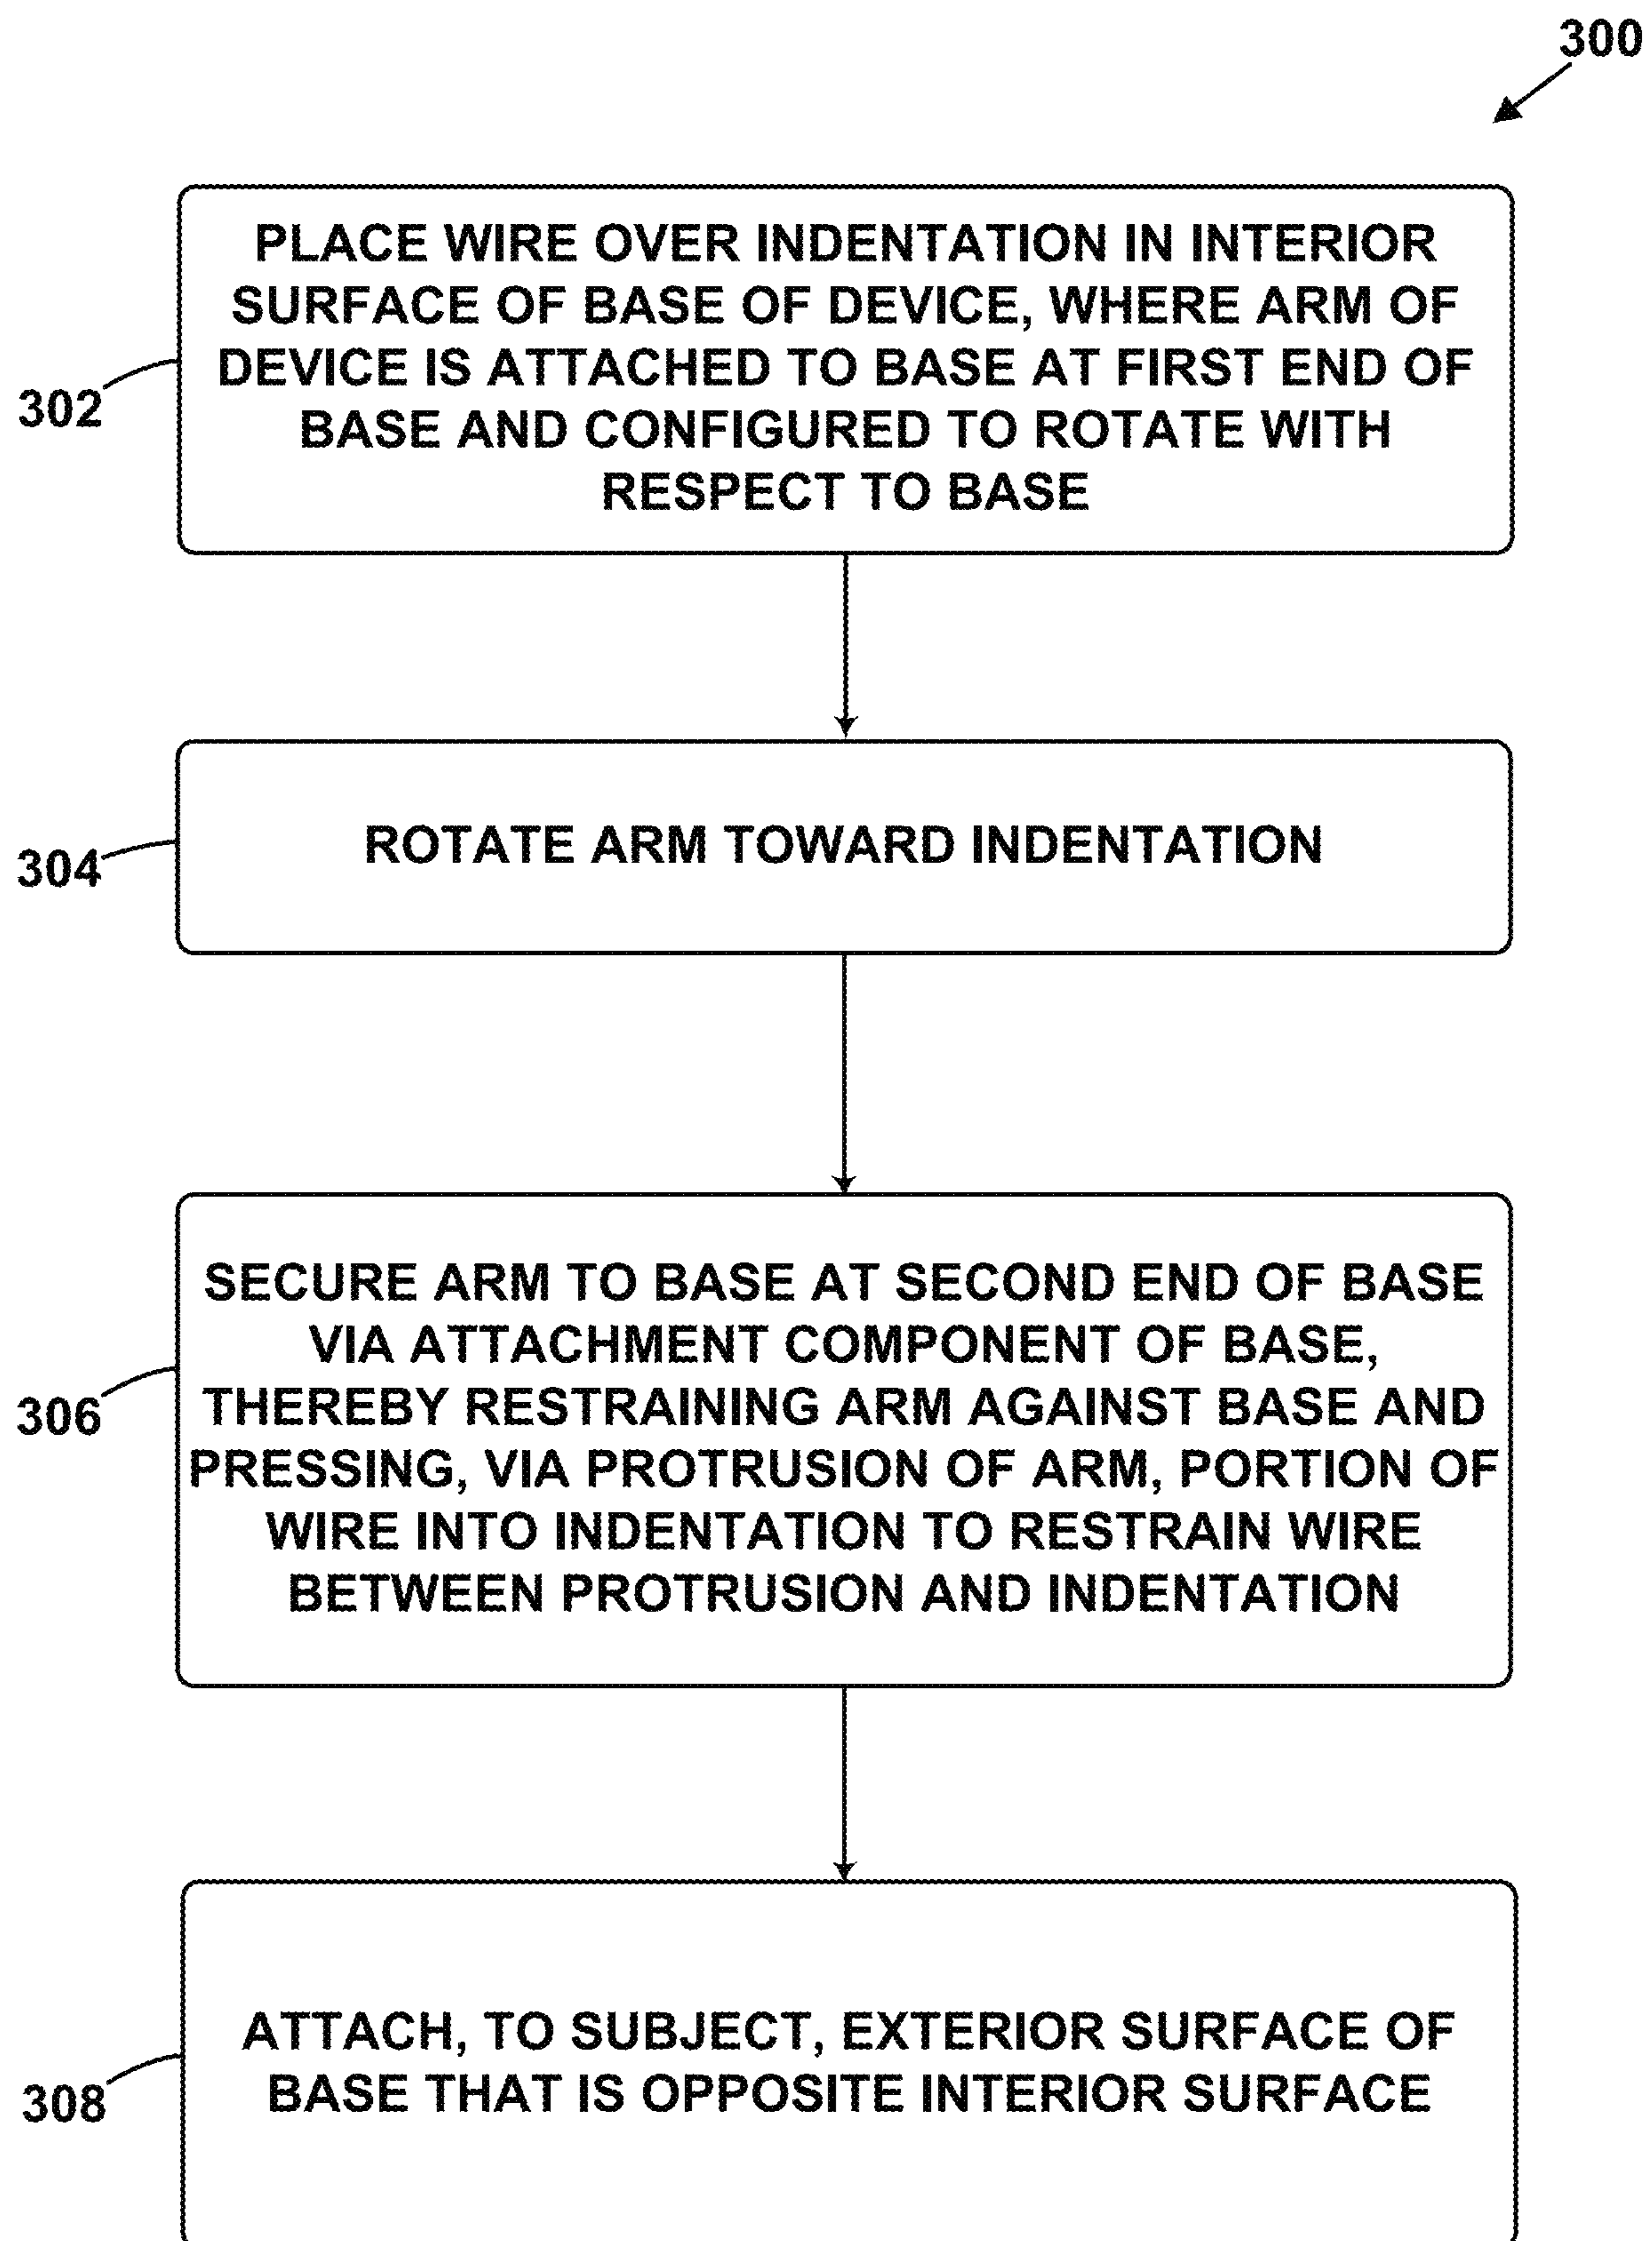 300
PLACE WIRE OVER INDENTATION IN INTERIOR
SURFACE OF BASE OF DEVICE, WHERE ARM OF
DEVICE IS ATTACHED TO BASE AT FIRST END OF
BASE AND CONFIGURED TO ROTATE WITH
RESPECT TO BASE
302
ROTATE ARM TOWARD INDENTATION
304
SECURE ARM TO BASE AT SECOND END OF BASE
VIA ATTACHMENT COMPONENT OF BASE,
THEREBY RESTRAINING ARM AGAINST BASE AND
PRESSING, VIA PROTRUSION OF ARM, PORTION OF
WIRE INTO INDENTATION TO RESTRAIN WIRE
BETWEEN PROTRUSION AND INDENTATION
306
ATTACH, TO SUBJECT, EXTERIOR SURFACE OF
BASE THAT IS OPPOSITE INTERIOR SURFACE
308